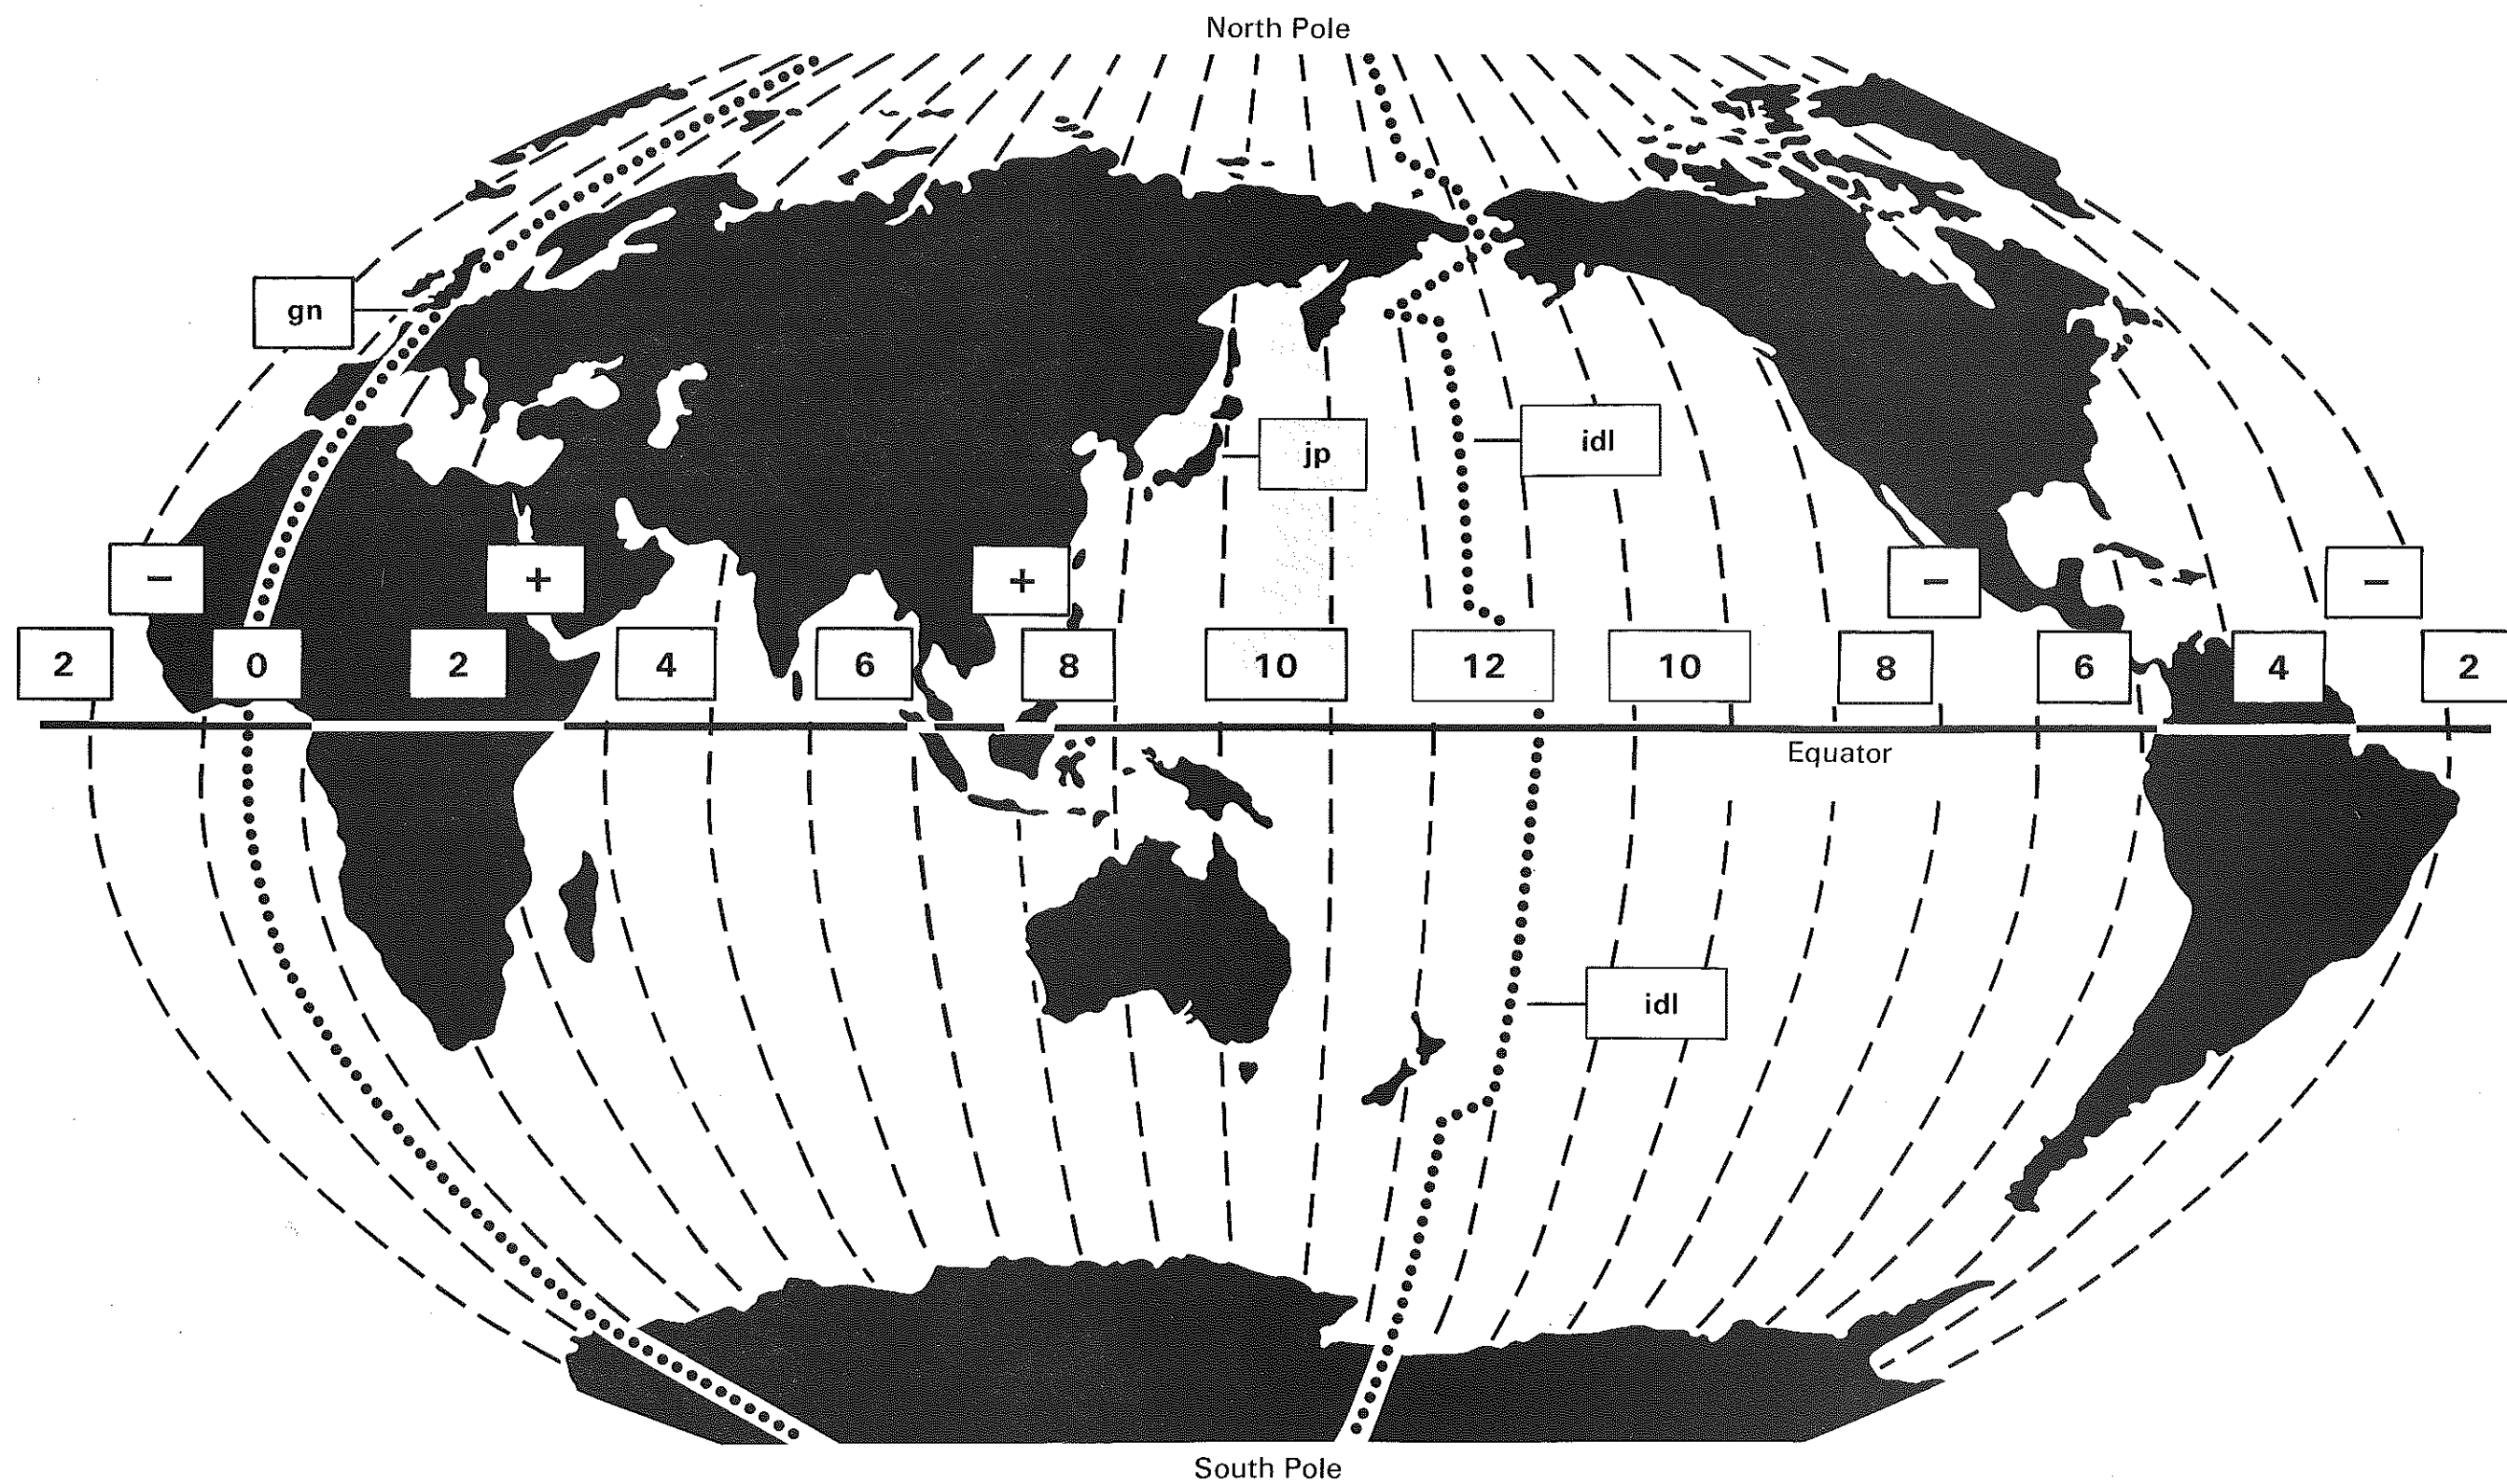 North Pole
gn
idl
jp
− + + − −
2 0 2 4 6 8 10 12 10 8 6 4 2
Equator
idl
South Pole